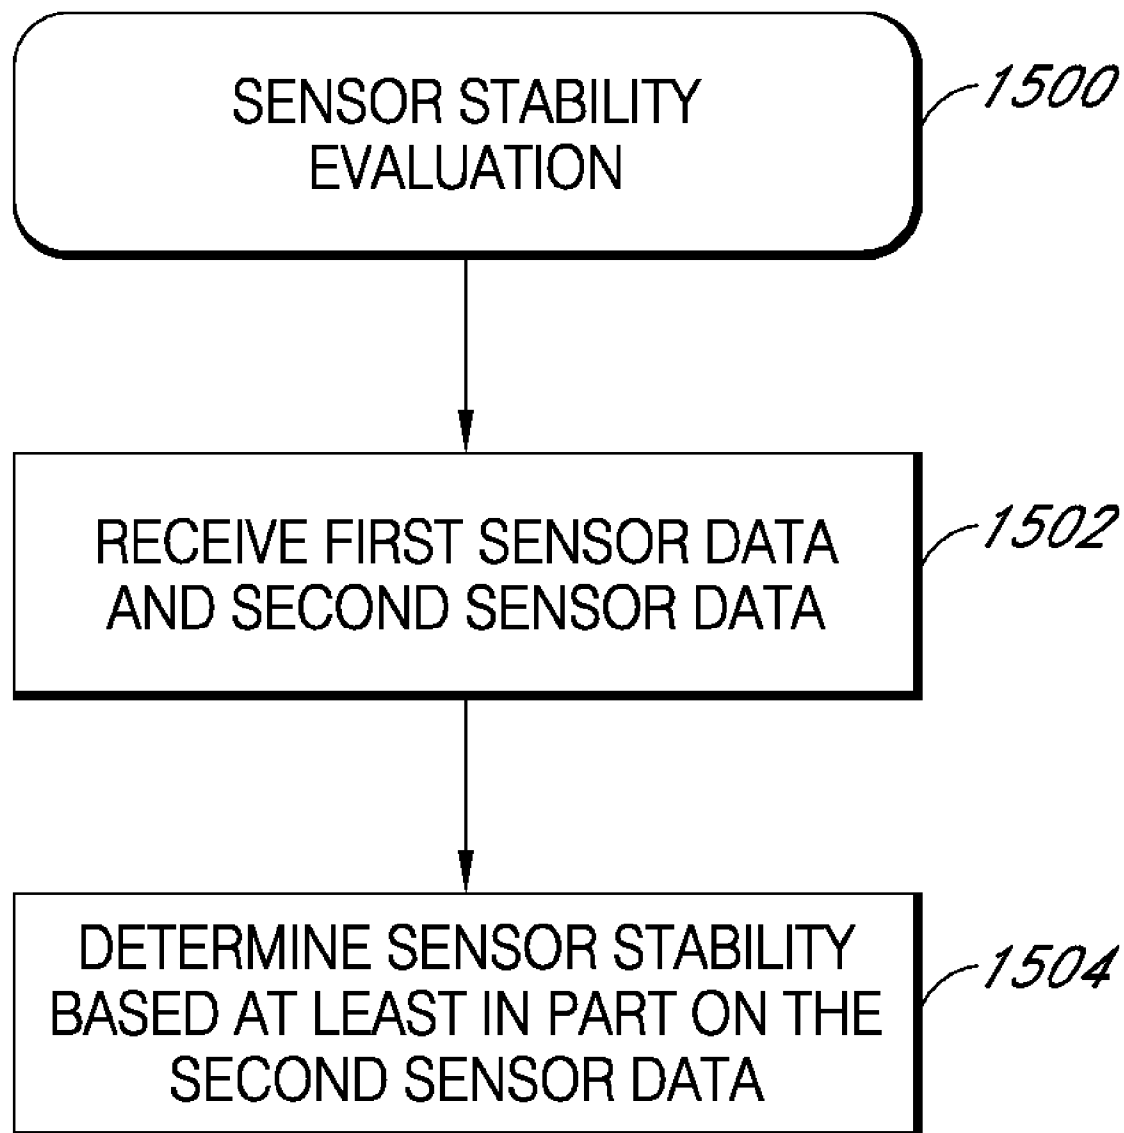 SENSOR STABILITY
EVALUATION
1500
RECEIVE FIRST SENSOR DATA
AND SECOND SENSOR DATA
1502
DETERMINE SENSOR STABILITY
BASED AT LEAST IN PART ON THE
SECOND SENSOR DATA
1504